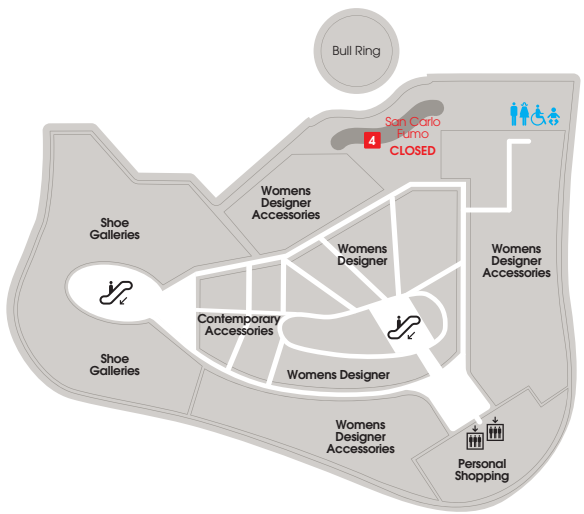 Bull Ring
San Carlo
Fumo
4
CLOSED
Womens
Designer
Accessories
Shoe
Galleries
Womens
Designer
Womens
Designer
Accessories
Contemporary
Accessories
Shoe
Galleries
Womens Designer
Womens
Designer
Accessories
Personal
Shopping